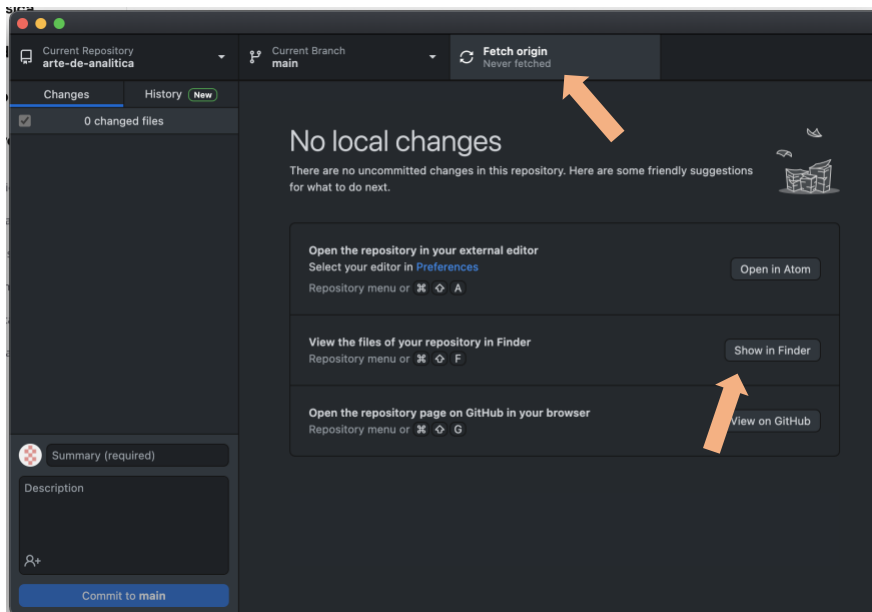 Current Repository
arte-de-analitica
Current Branch
main
Fetch origin
Never fetched
Changes
History New
0 changed files
No local changes
There are no uncommitted changes in this repository. Here are some friendly suggestions
for what to do next.
Open the repository in your external editor
Select your editor in Preferences
Repository menu or ⌘ ⇧ A
Open in Atom
View the files of your repository in Finder
Repository menu or ⌘ ⇧ F
Show in Finder
Open the repository page on GitHub in your browser
Repository menu or ⌘ ⇧ G
View on GitHub
Summary (required)
Description
Commit to main